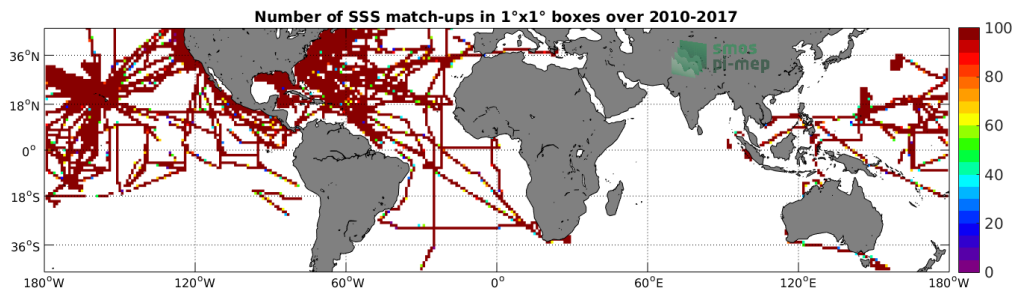 Number of SSS match-ups in 1°x1° boxes over 2010-2017
smos
pi-mep
36°N
18°N
0°
18°S
36°S
180°W
120°W
60°W
0°
60°E
120°E
180°W
100
80
60
40
20
0